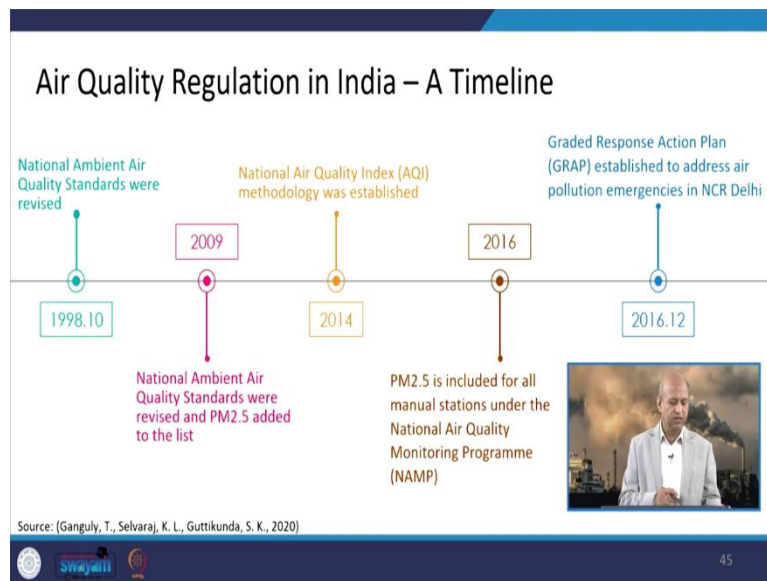 Air Quality Regulation in India – A Timeline
National Ambient Air
Quality Standards were
revised
1998.10
2009
National Ambient Air
Quality Standards were
revised and PM2.5 added
to the list
National Air Quality Index (AQI)
methodology was established
2014
2016
PM2.5 is included for all
manual stations under the
National Air Quality
Monitoring Programme
(NAMP)
Graded Response Action Plan
(GRAP) established to address air
pollution emergencies in NCR Delhi
2016.12
Source: (Ganguly, T., Selvaraj, K. L., Guttikunda, S. K., 2020)
swayam
NPTEL
45